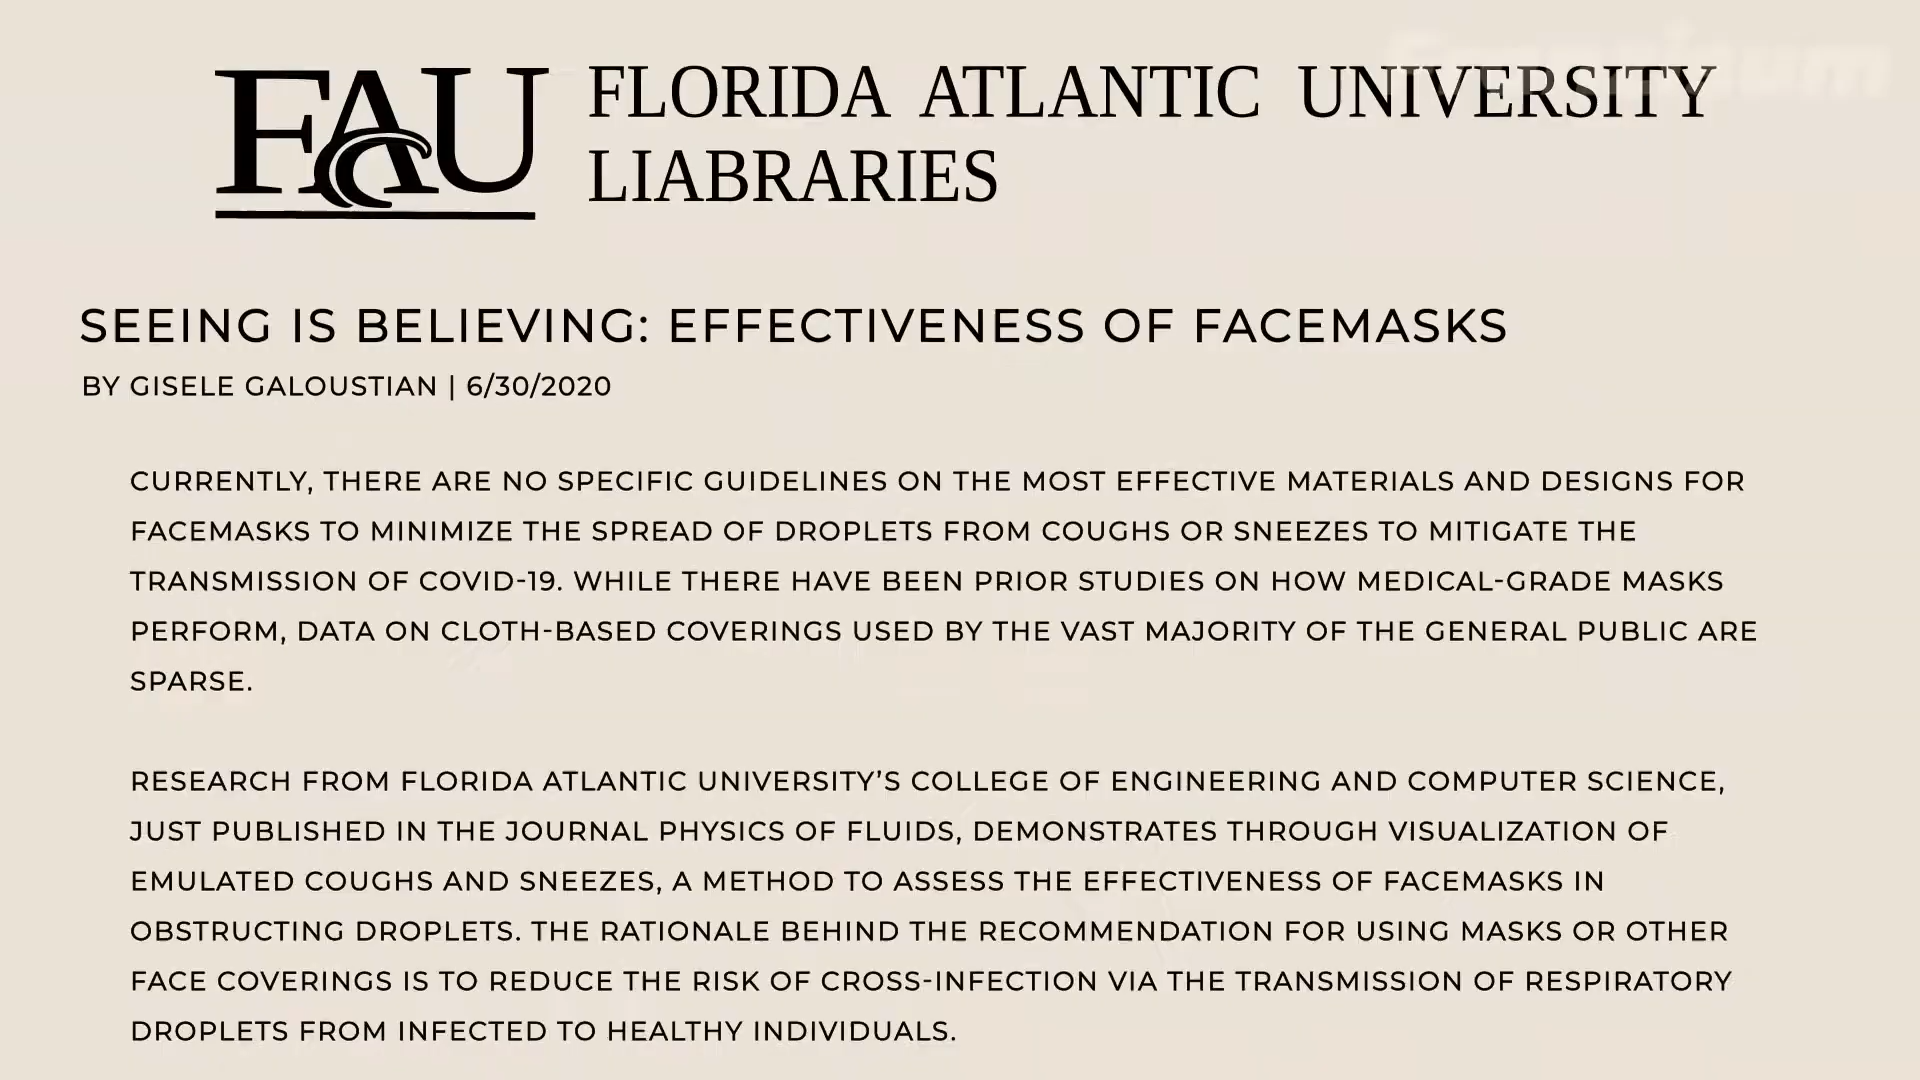 FAU
FLORIDA ATLANTIC UNIVERSITY
LIABRARIES
SEEING IS BELIEVING: EFFECTIVENESS OF FACEMASKS
BY GISELE GALOUSTIAN | 6/30/2020
CURRENTLY, THERE ARE NO SPECIFIC GUIDELINES ON THE MOST EFFECTIVE MATERIALS AND DESIGNS FOR
FACEMASKS TO MINIMIZE THE SPREAD OF DROPLETS FROM COUGHS OR SNEEZES TO MITIGATE THE
TRANSMISSION OF COVID-19. WHILE THERE HAVE BEEN PRIOR STUDIES ON HOW MEDICAL-GRADE MASKS
PERFORM, DATA ON CLOTH-BASED COVERINGS USED BY THE VAST MAJORITY OF THE GENERAL PUBLIC ARE
SPARSE.
RESEARCH FROM FLORIDA ATLANTIC UNIVERSITY’S COLLEGE OF ENGINEERING AND COMPUTER SCIENCE,
JUST PUBLISHED IN THE JOURNAL PHYSICS OF FLUIDS, DEMONSTRATES THROUGH VISUALIZATION OF
EMULATED COUGHS AND SNEEZES, A METHOD TO ASSESS THE EFFECTIVENESS OF FACEMASKS IN
OBSTRUCTING DROPLETS. THE RATIONALE BEHIND THE RECOMMENDATION FOR USING MASKS OR OTHER
FACE COVERINGS IS TO REDUCE THE RISK OF CROSS-INFECTION VIA THE TRANSMISSION OF RESPIRATORY
DROPLETS FROM INFECTED TO HEALTHY INDIVIDUALS.